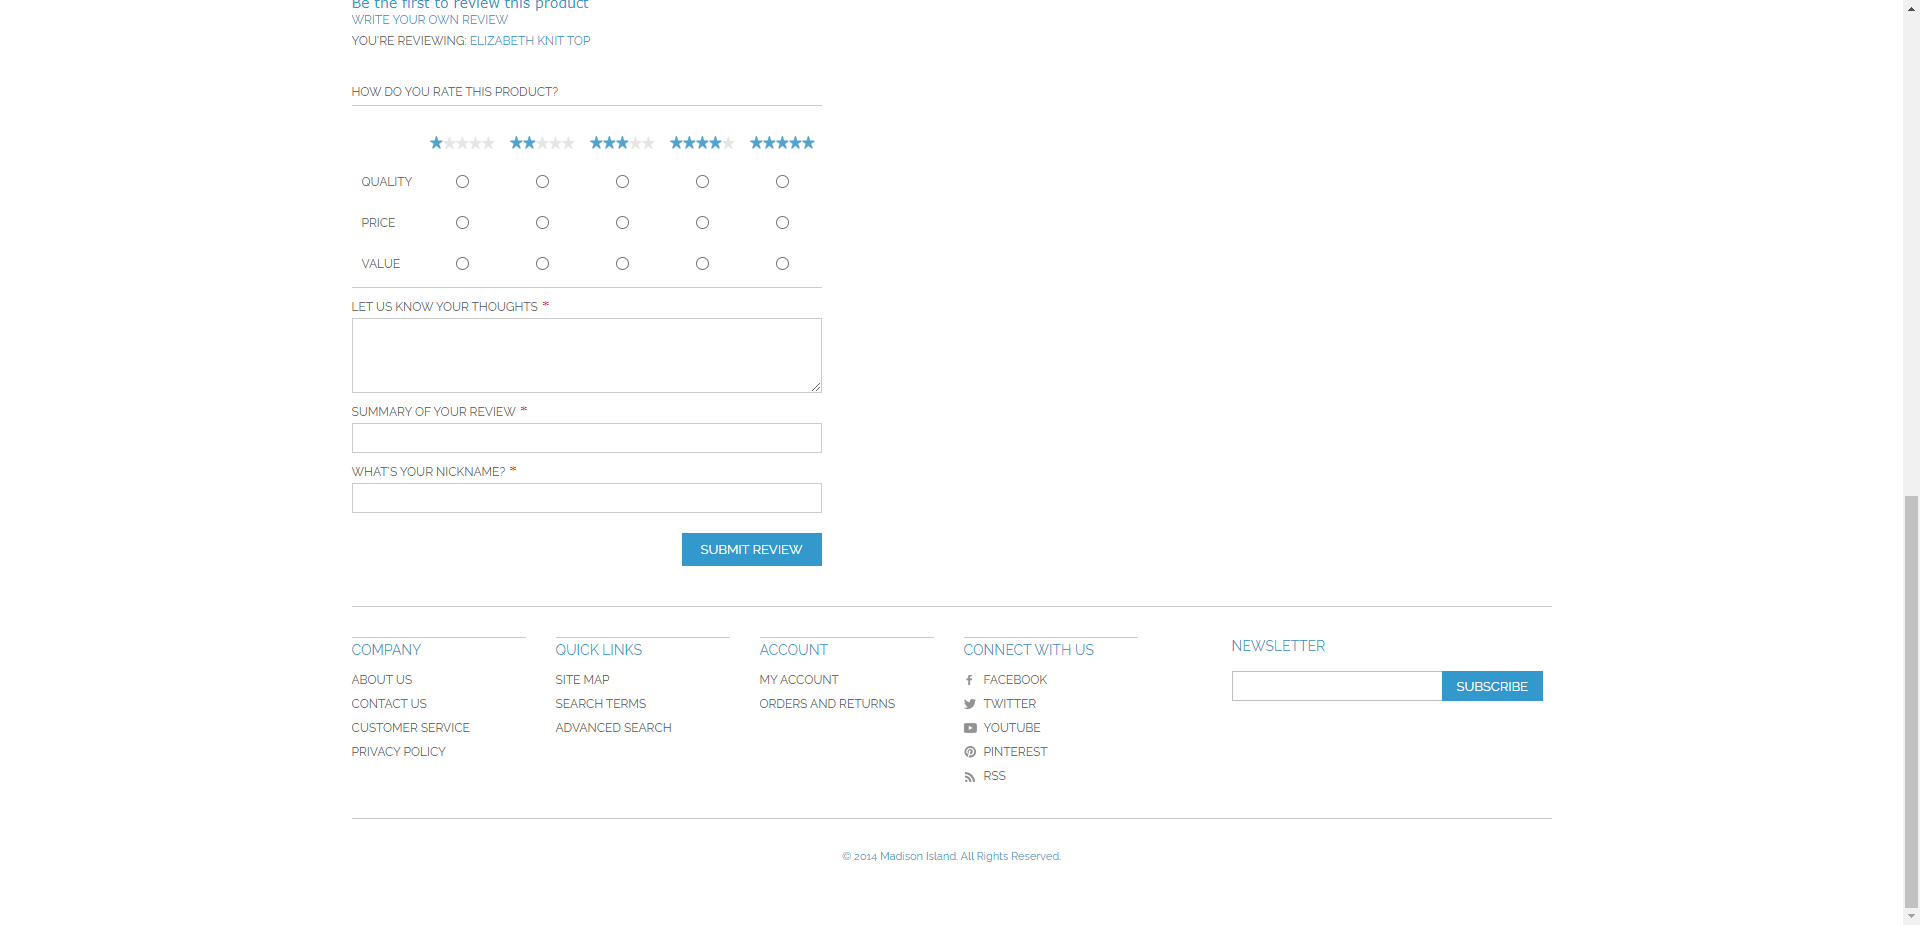 Be the first to review this product
WRITE YOUR OWN REVIEW
YOU'RE REVIEWING: ELIZABETH KNIT TOP
HOW DO YOU RATE THIS PRODUCT?
QUALITY
PRICE
VALUE
LET US KNOW YOUR THOUGHTS *
SUMMARY OF YOUR REVIEW *
WHAT'S YOUR NICKNAME? *
SUBMIT REVIEW
COMPANY
ABOUT US
CONTACT US
CUSTOMER SERVICE
PRIVACY POLICY
QUICK LINKS
SITE MAP
SEARCH TERMS
ADVANCED SEARCH
ACCOUNT
MY ACCOUNT
ORDERS AND RETURNS
CONNECT WITH US
FACEBOOK
TWITTER
YOUTUBE
PINTEREST
RSS
NEWSLETTER
SUBSCRIBE
© 2014 Madison Island. All Rights Reserved.